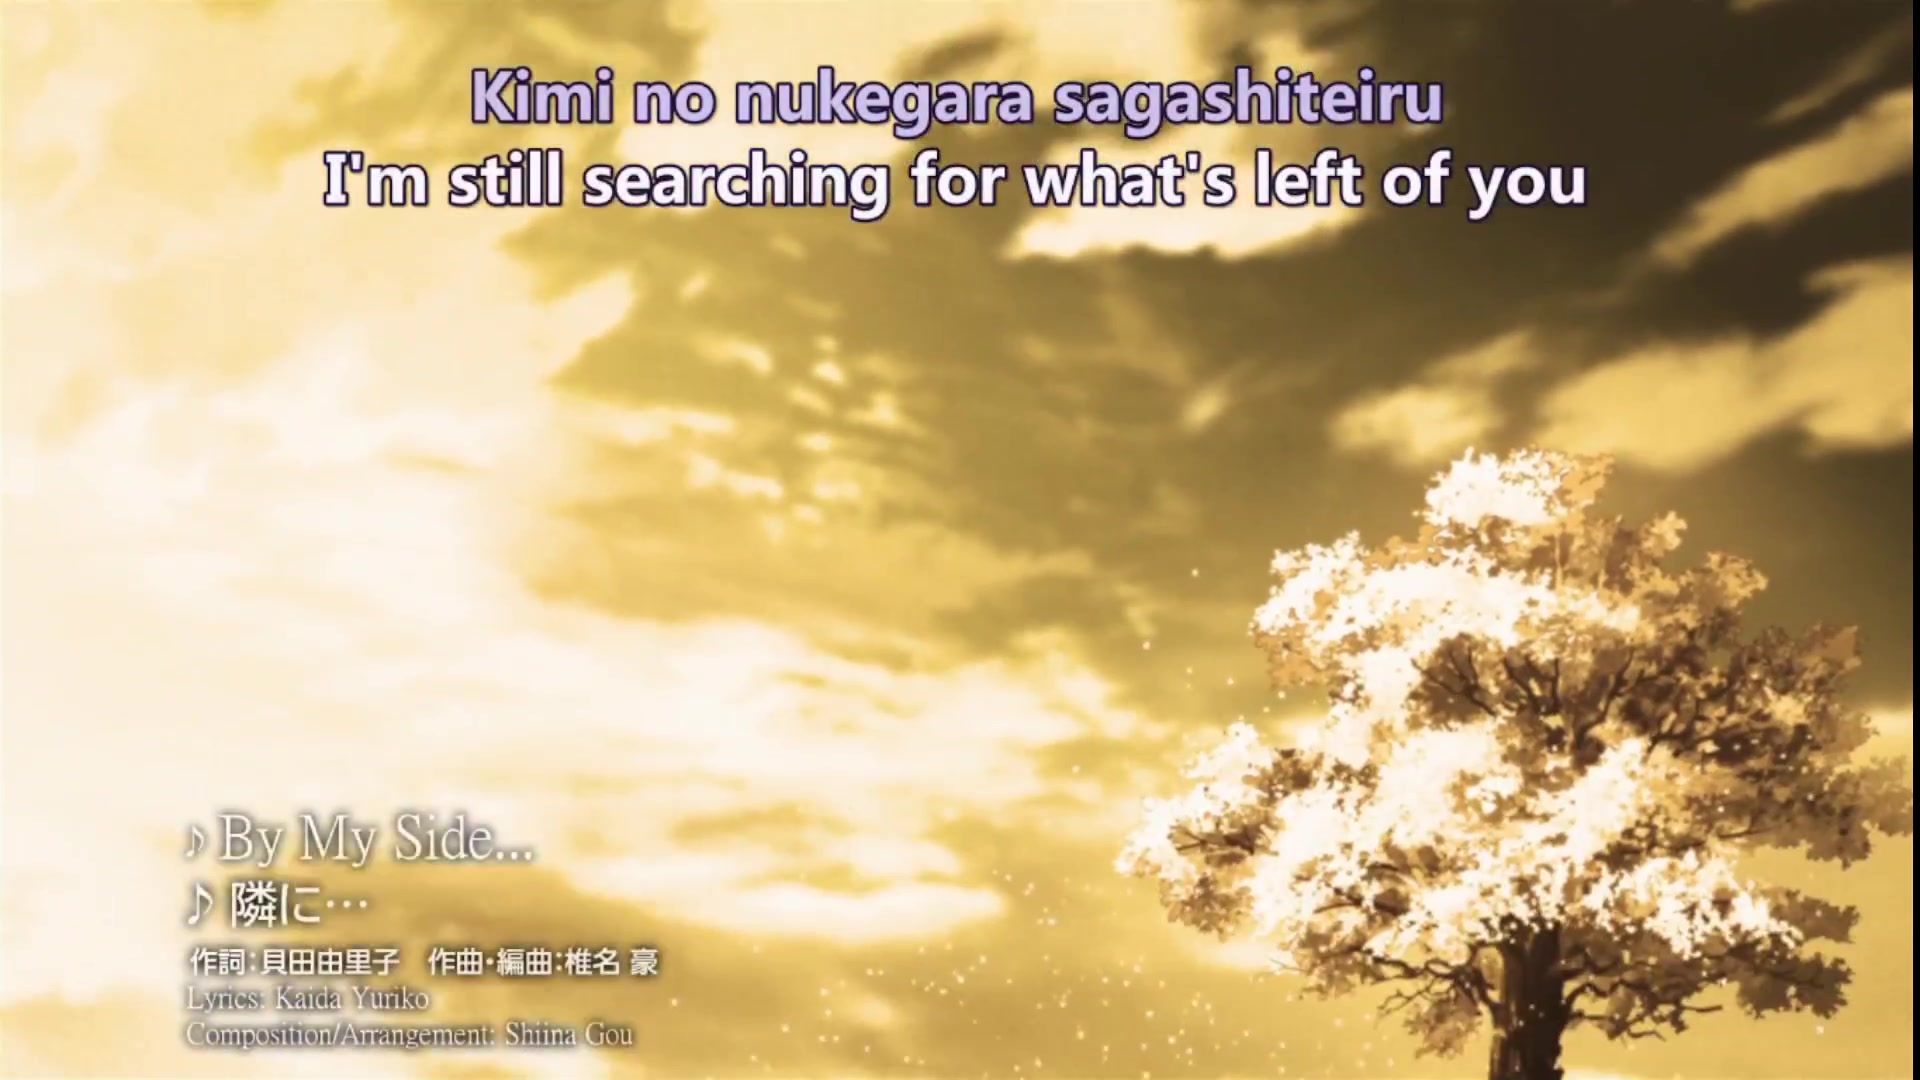 Kimi no nukegara sagashiteiru
I'm still searching for what's left of you
♪ By My Side...
♪ 隣に…
作詞:貝田由里子　作曲・編曲:椎名 豪
Lyrics: Kaida Yuriko
Composition/Arrangement: Shiina Gou